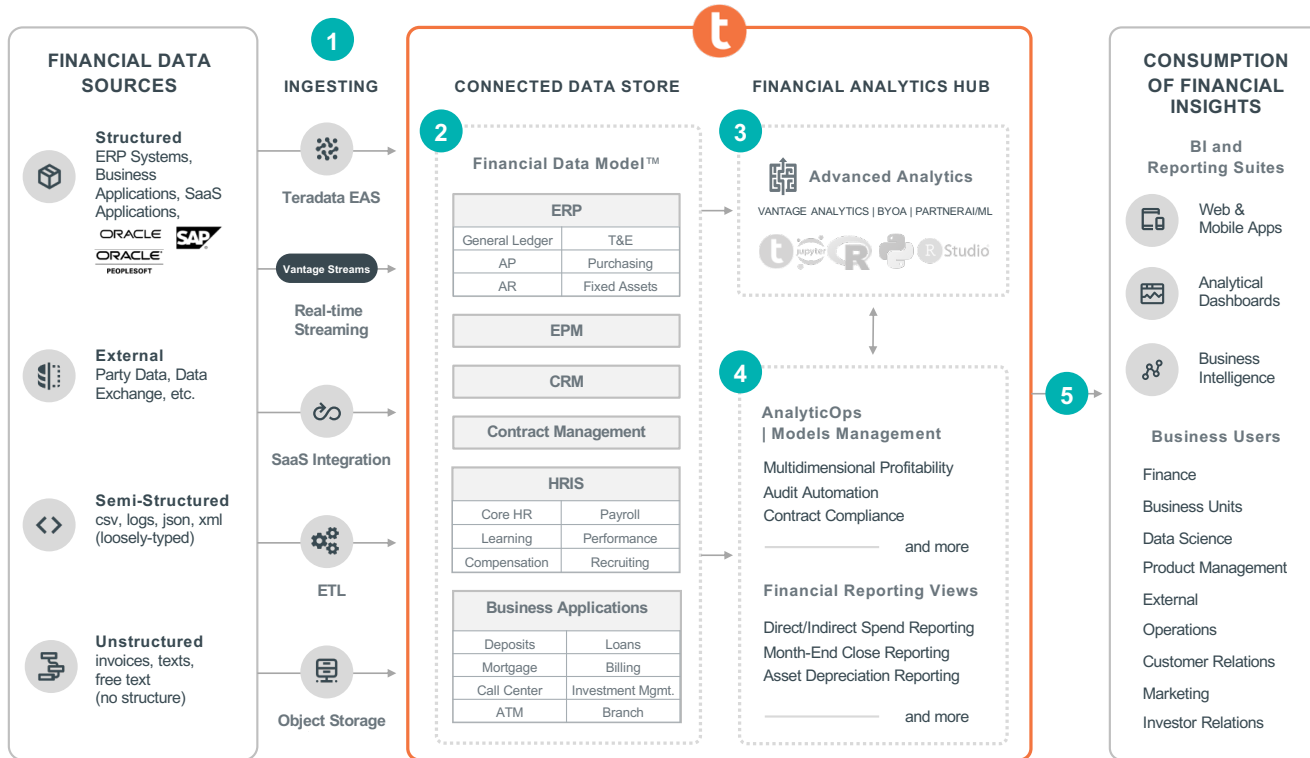 FINANCIAL DATA
SOURCES
Structured
ERP Systems,
Business
Applications, SaaS
Applications,
ORACLE
SAP
ORACLE
PEOPLESOFT
External
Party Data, Data
Exchange, etc.
Semi-Structured
csv, logs, json, xml
(loosely-typed)
Unstructured
invoices, texts,
free text
(no structure)
1
INGESTING
Teradata EAS
Vantage Streams
Real-time
Streaming
SaaS Integration
ETL
Object Storage
t
CONNECTED DATA STORE
2
Financial Data Model™
ERP
General Ledger T&E
AP Purchasing
AR Fixed Assets
EPM
CRM
Contract Management
HRIS
Core HR Payroll
Learning Performance
Compensation Recruiting
Business Applications
Deposits Loans
Mortgage Billing
Call Center Investment Mgmt.
ATM Branch
FINANCIAL ANALYTICS HUB
3
Advanced Analytics
VANTAGE ANALYTICS | BYOA | PARTNERAI/ML
t jupyter R R Studio
4
AnalyticOps
| Models Management
Multidimensional Profitability
Audit Automation
Contract Compliance
and more
Financial Reporting Views
Direct/Indirect Spend Reporting
Month-End Close Reporting
Asset Depreciation Reporting
and more
5
CONSUMPTION
OF FINANCIAL
INSIGHTS
BI and
Reporting Suites
Web &
Mobile Apps
Analytical
Dashboards
Business
Intelligence
Business Users
Finance
Business Units
Data Science
Product Management
External
Operations
Customer Relations
Marketing
Investor Relations